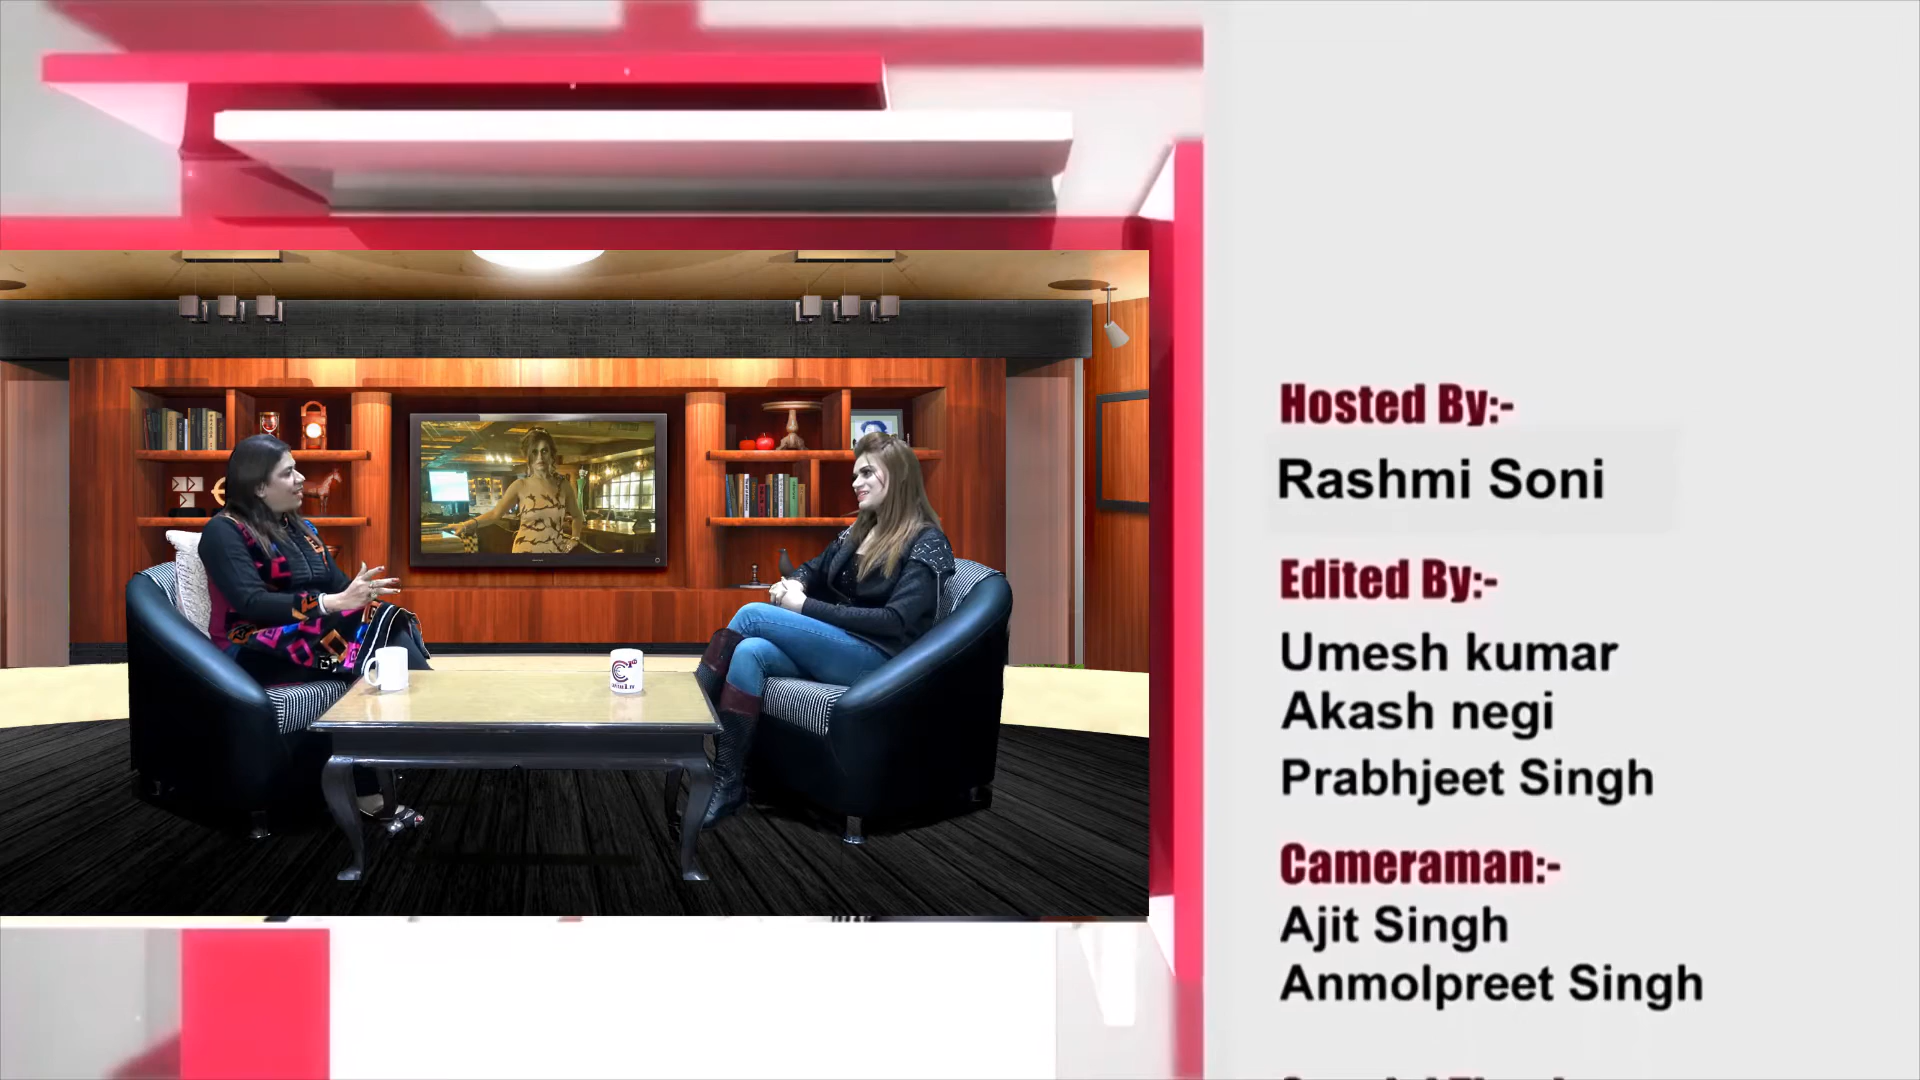 Hosted By:-
Rashmi Soni
Edited By:-
Umesh kumar
Akash negi
Prabhjeet Singh
Cameraman:-
Ajit Singh
Anmolpreet Singh